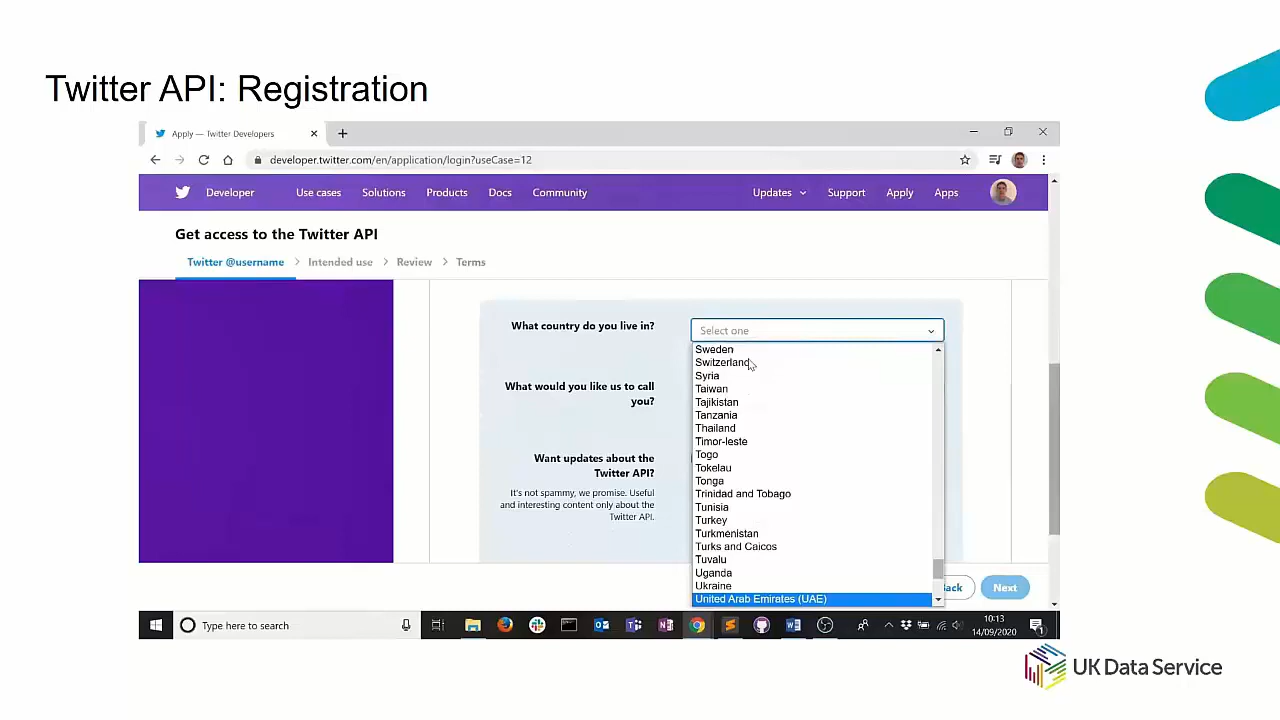 Twitter API: Registration
Apply — Twitter Developers
developer.twitter.com/en/application/login?useCase=12
Developer Use cases Solutions Products Docs Community Updates Support Apply Apps
Get access to the Twitter API
Twitter @username Intended use Review Terms
What country do you live in?
Select one
Sweden
Switzerland
Syria
Taiwan
Tajikistan
Tanzania
Thailand
Timor-leste
Togo
Tokelau
Tonga
Trinidad and Tobago
Tunisia
Turkey
Turkmenistan
Turks and Caicos
Tuvalu
Uganda
Ukraine
United Arab Emirates (UAE)
What would you like us to call
you?
Want updates about the
Twitter API?
It's not spammy, we promise. Useful
and interesting content only about the
Twitter API.
Next
Type here to search
10:13
14/09/2020
1
UK Data Service